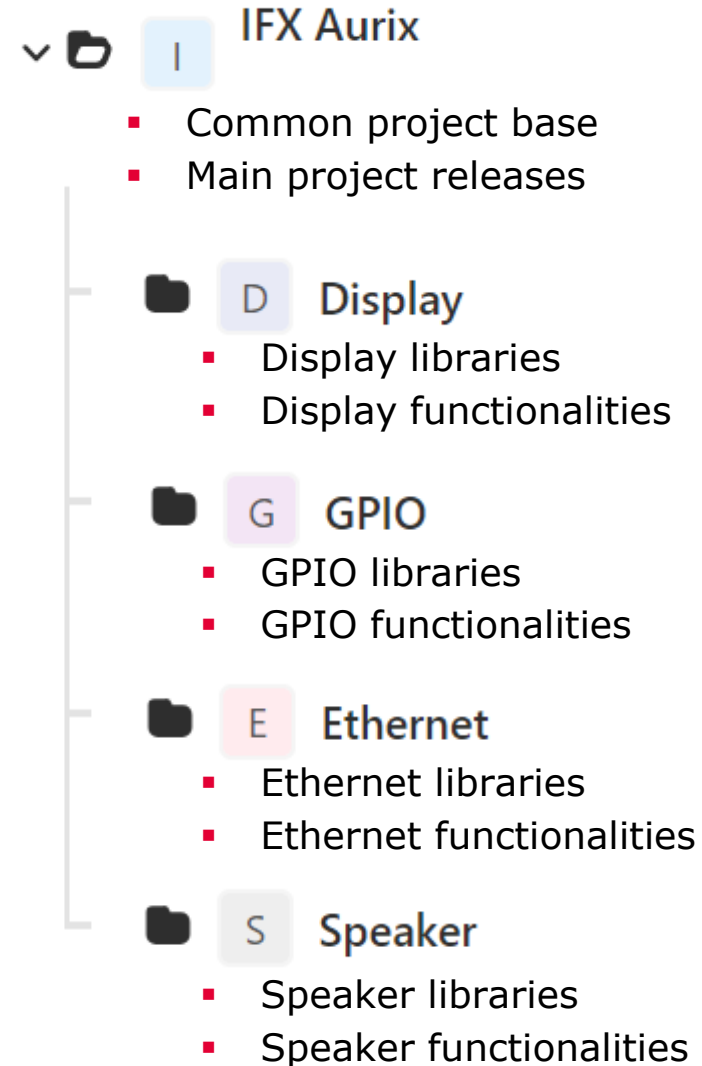 IFX Aurix
I
Common project base
Main project releases
D Display
Display libraries
Display functionalities
G GPIO
GPIO libraries
GPIO functionalities
E Ethernet
Ethernet libraries
Ethernet functionalities
S Speaker
Speaker libraries
Speaker functionalities